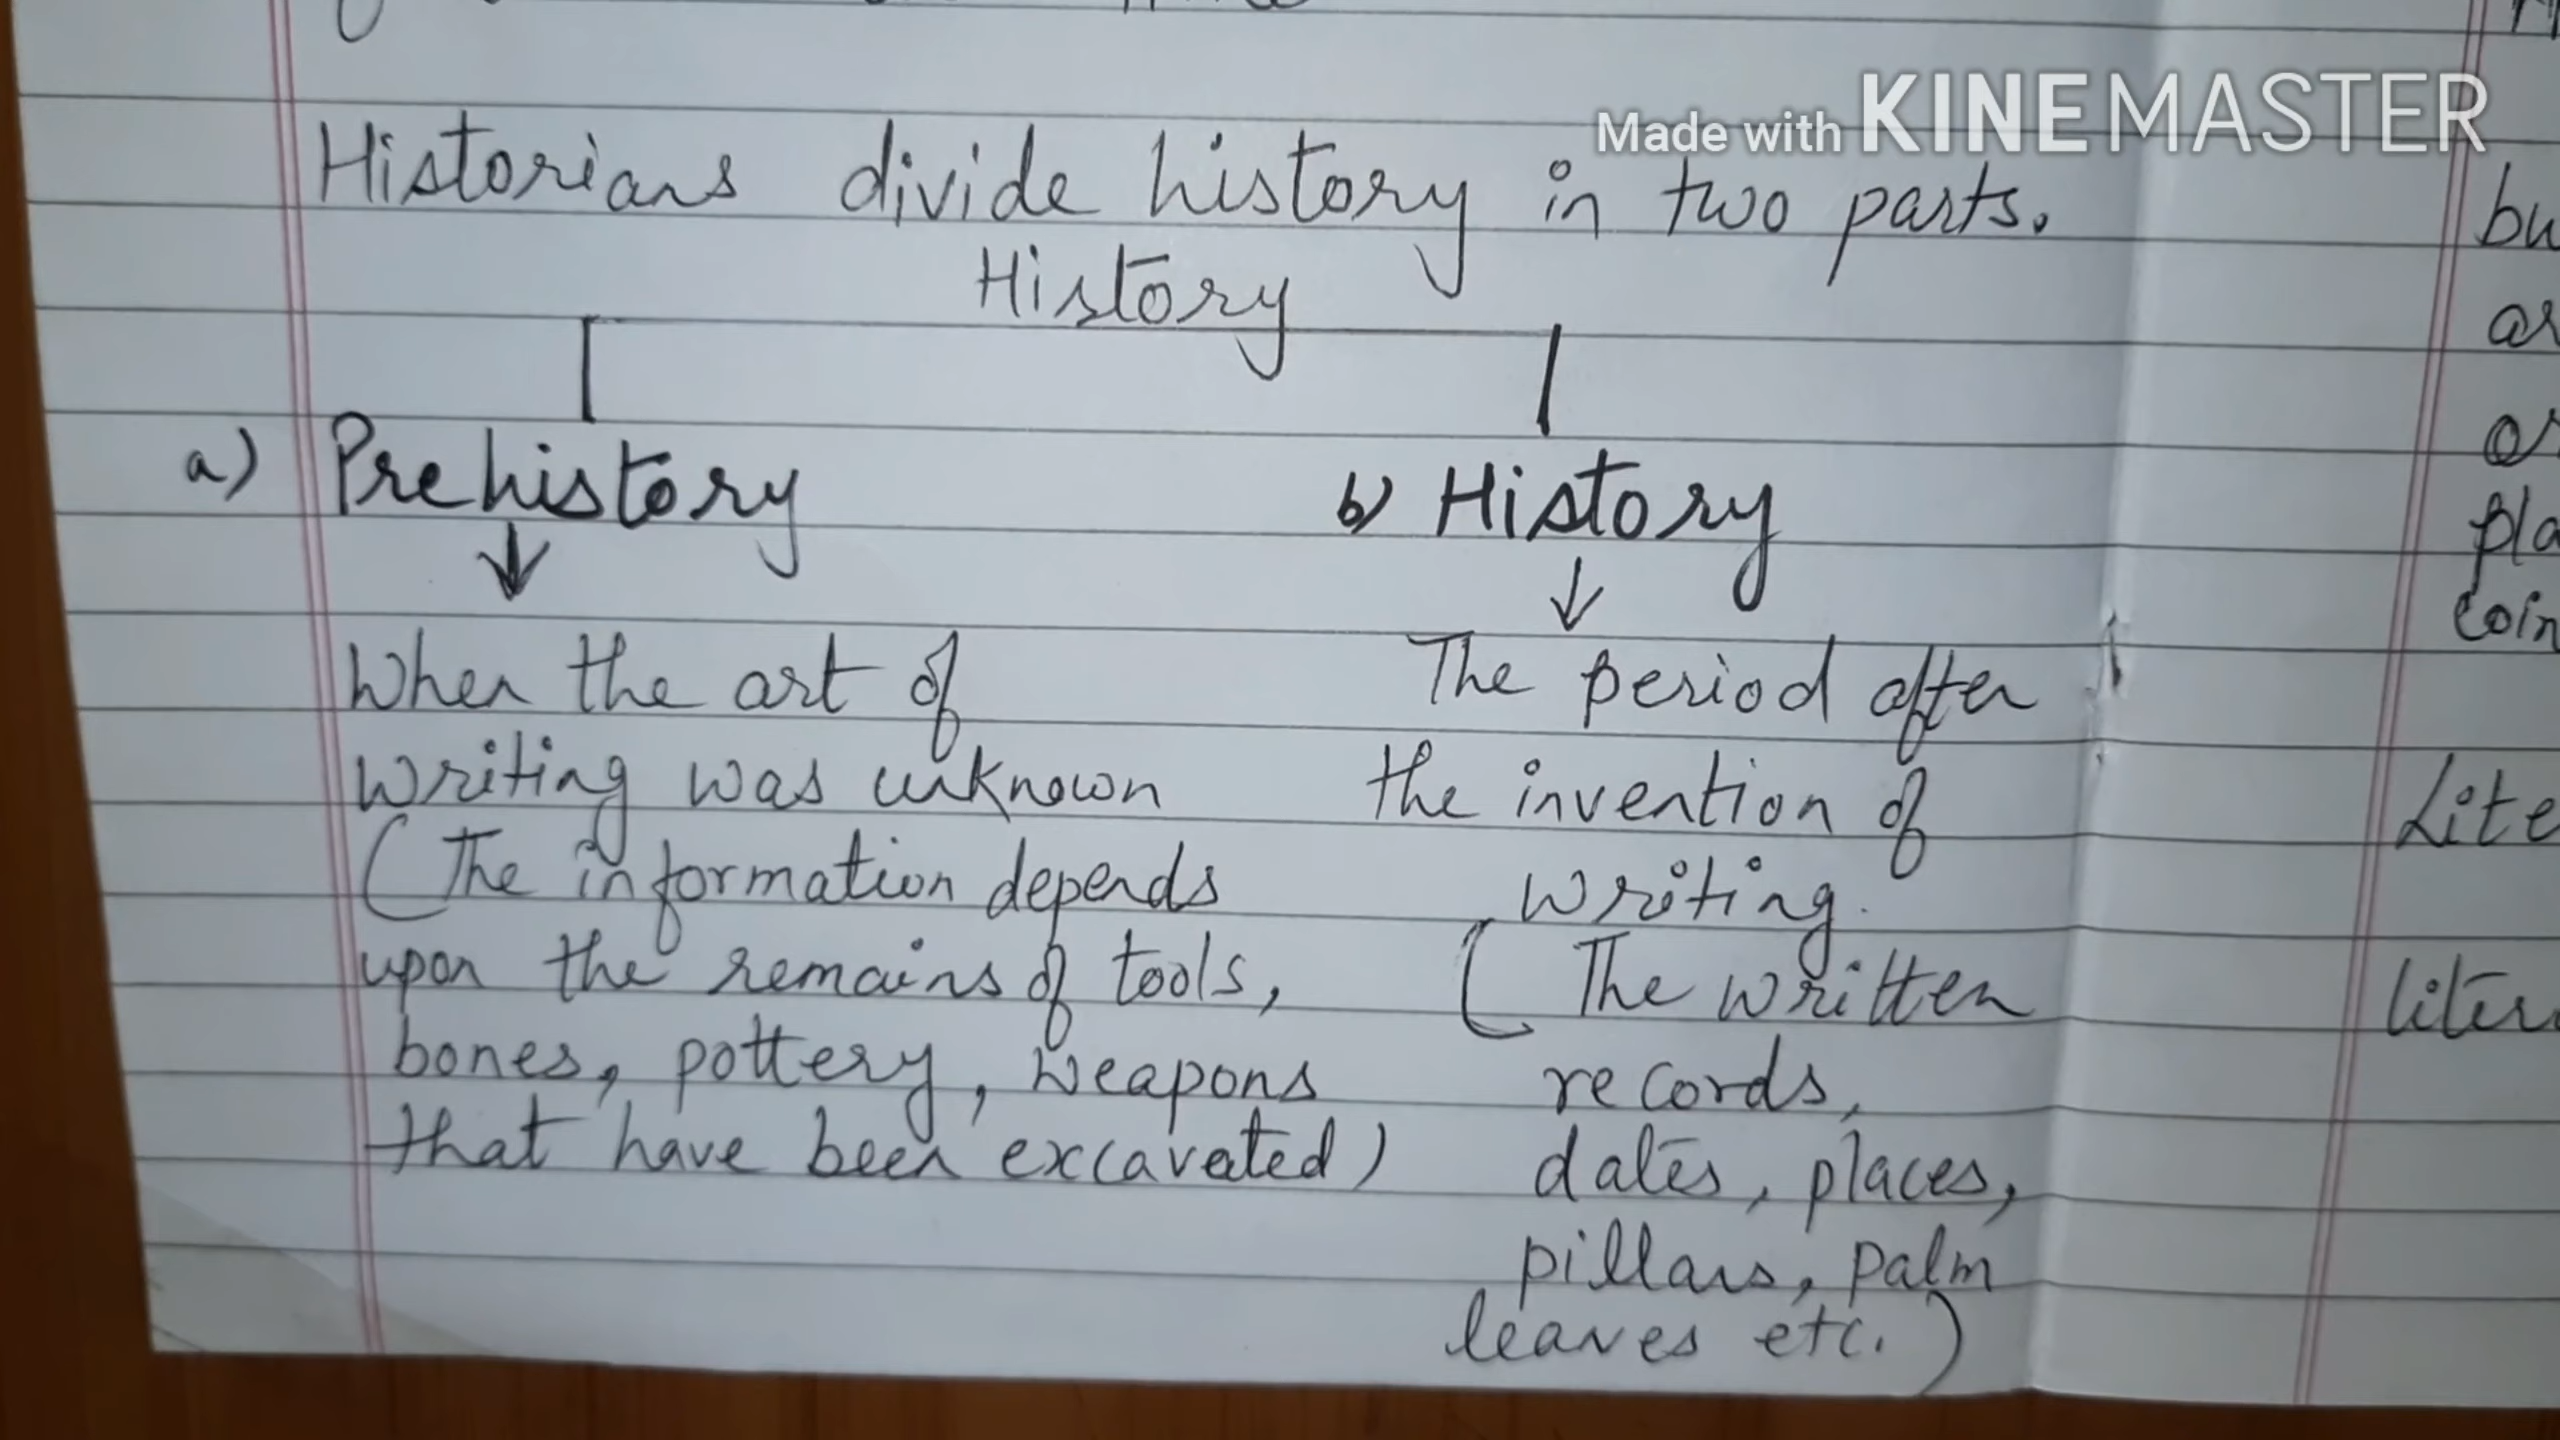 Made with KINEMASTER
Historians divide history in two parts.
History
a) Prehistory
When the art of
writing was unknown
(The information depends
upon the remains of tools,
bones, pottery, weapons
that have been excavated)
b) History
The period after
the invention of
writing.
(The written
records,
dates, places,
pillars, palm
leaves etc.)